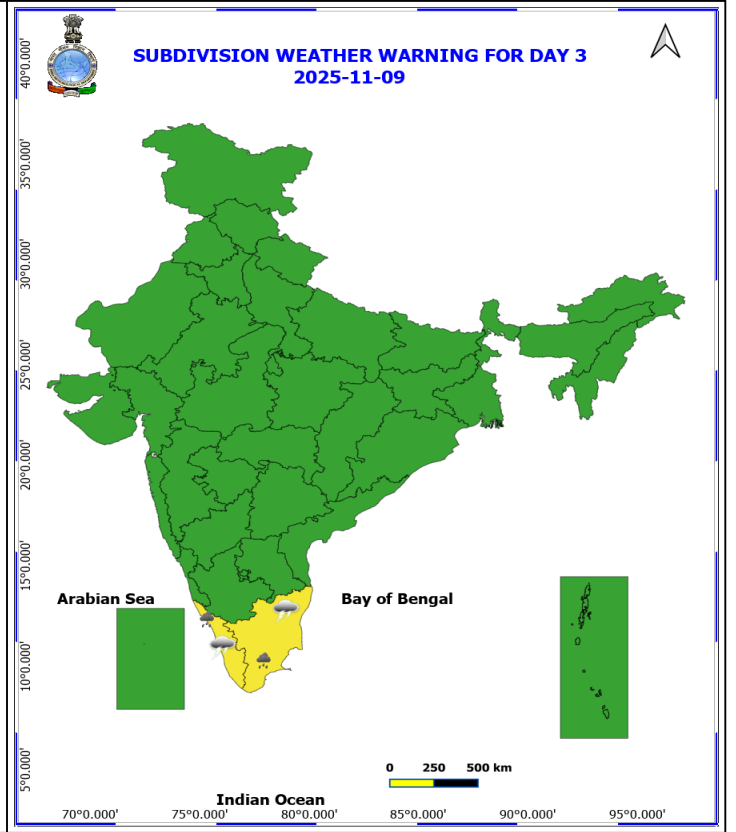 SUBDIVISION WEATHER WARNING FOR DAY 3
2025-11-09
40°0.000'
35°0.000'
30°0.000'
25°0.000'
20°0.000'
15°0.000'
10°0.000'
5°0.000'
Arabian Sea
Bay of Bengal
0 250 500 km
Indian Ocean
70°0.000' 75°0.000' 80°0.000' 85°0.000' 90°0.000' 95°0.000'